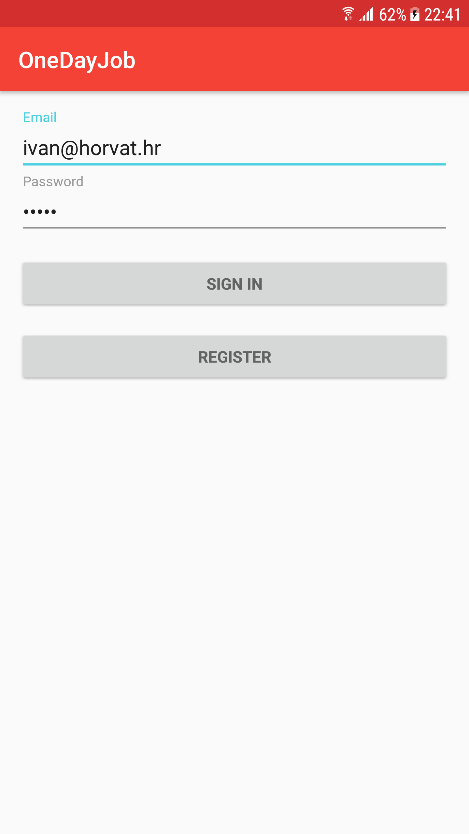 62% 22:41
OneDayJob
Email
ivan@horvat.hr
Password
•••••
SIGN IN
REGISTER